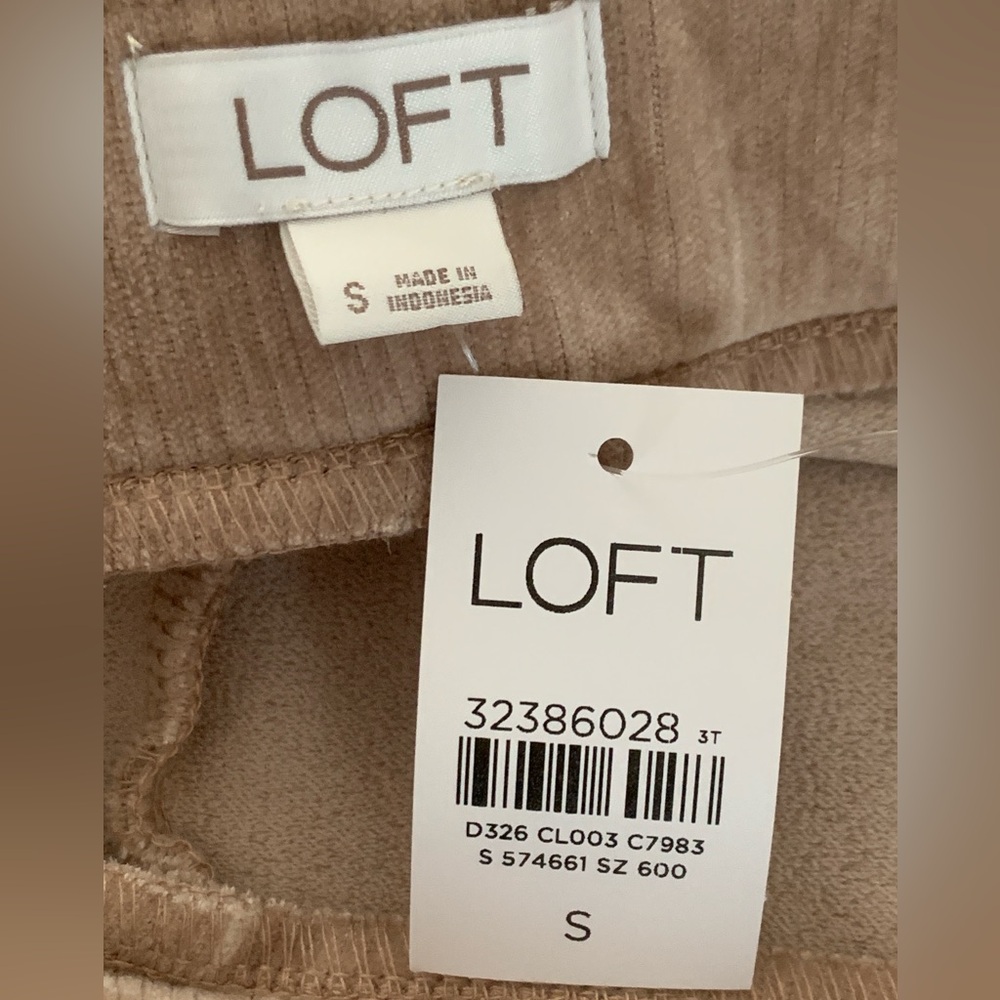 LOFT
S MADE IN
INDONESIA
LOFT
32386028 3T
D326 CL003 C7983
S 574661 SZ 600
S